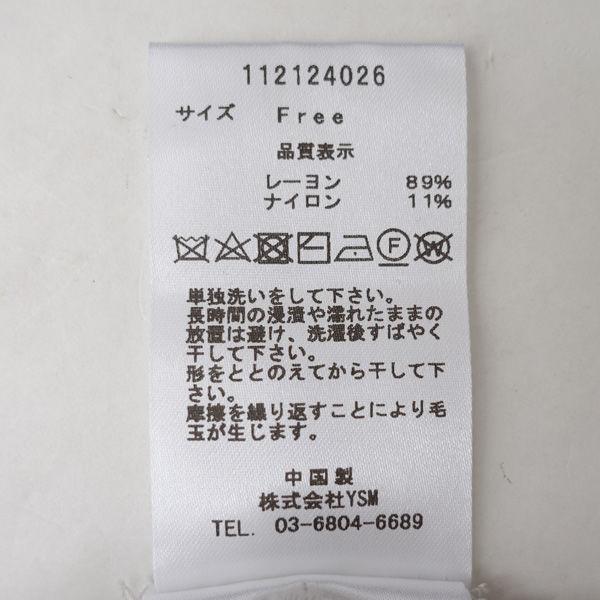 112124026
サイズ Free
品質表示
レーヨン 89%
ナイロン 11%
F W
単独洗いをして下さい。
長時間の浸漬や濡れたままの
放置は避け、洗濯後すばやく
干して下さい。
形をととのえてから干して下
さい。
摩擦を繰り返すことにより毛
玉が生じます。
中国製
株式会社YSM
TEL. 03-6804-6689